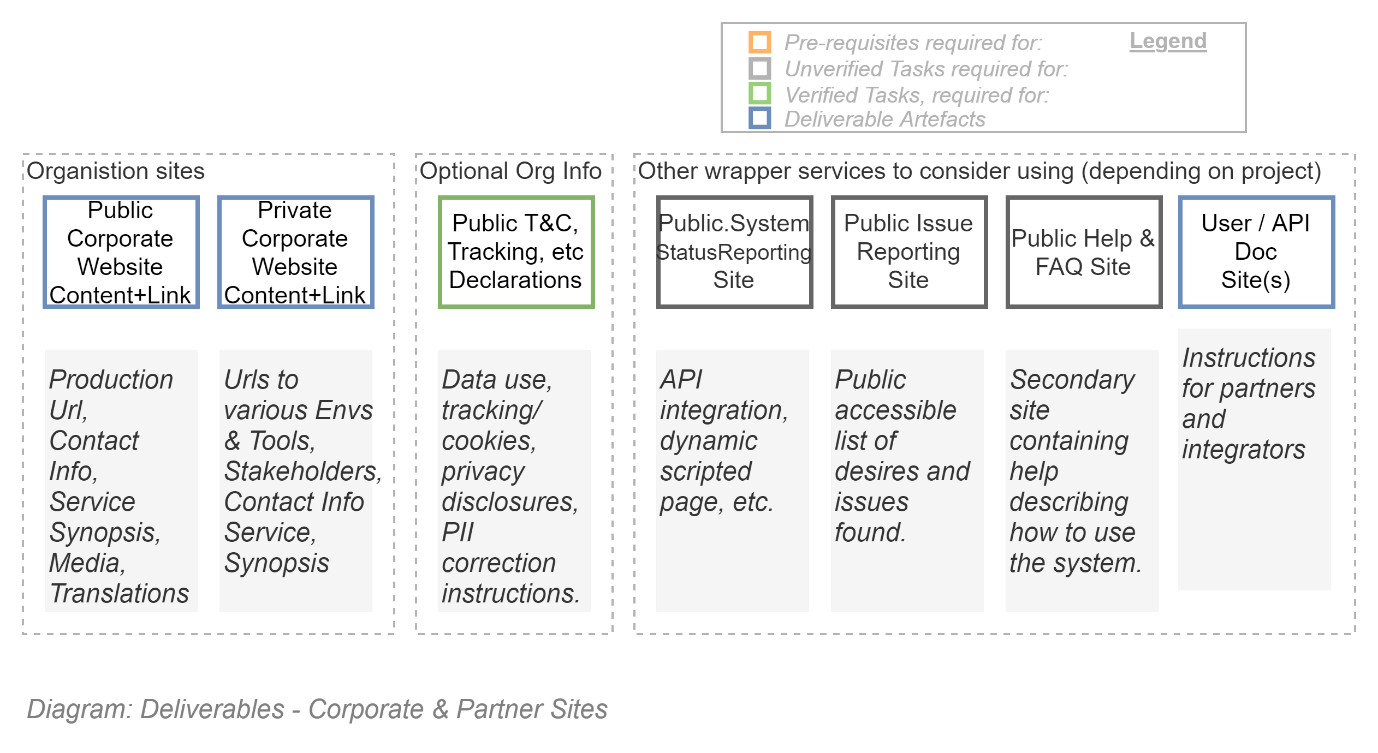 Legend
Pre-requisites required for:
Unverified Tasks required for:
Verified Tasks, required for:
Deliverable Artefacts
Organistion sites
Public
Corporate
Website
Content+Link
Private
Corporate
Website
Content+Link
Production
Url,
Contact
Info,
Service
Synopsis,
Media,
Translations
Urls to
various Envs
& Tools,
Stakeholders,
Contact Info
Service,
Synopsis
Optional Org Info
Public T&C,
Tracking, etc
Declarations
Data use,
tracking/
cookies,
privacy
disclosures,
PII
correction
instructions.
Other wrapper services to consider using (depending on project)
Public.System
StatusReporting
Site
Public Issue
Reporting
Site
Public Help &
FAQ Site
User / API
Doc
Site(s)
API
integration,
dynamic
scripted
page, etc.
Public
accessible
list of
desires and
issues
found.
Secondary
site
containing
help
describing
how to use
the system.
Instructions
for partners
and
integrators
Diagram: Deliverables - Corporate & Partner Sites